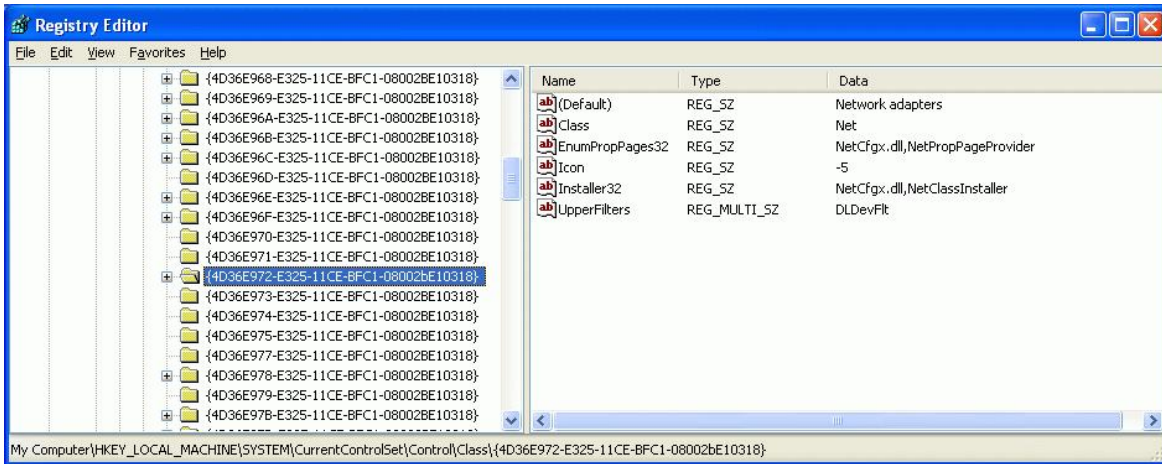 Registry Editor
File Edit View Favorites Help
{4D36E968-E325-11CE-BFC1-08002BE10318}
{4D36E969-E325-11CE-BFC1-08002BE10318}
{4D36E96A-E325-11CE-BFC1-08002BE10318}
{4D36E96B-E325-11CE-BFC1-08002BE10318}
{4D36E96C-E325-11CE-BFC1-08002BE10318}
{4D36E96D-E325-11CE-BFC1-08002BE10318}
{4D36E96E-E325-11CE-BFC1-08002BE10318}
{4D36E96F-E325-11CE-BFC1-08002BE10318}
{4D36E970-E325-11CE-BFC1-08002BE10318}
{4D36E971-E325-11CE-BFC1-08002BE10318}
{4D36E972-E325-11CE-BFC1-08002bE10318}
{4D36E973-E325-11CE-BFC1-08002BE10318}
{4D36E974-E325-11CE-BFC1-08002BE10318}
{4D36E975-E325-11CE-BFC1-08002BE10318}
{4D36E977-E325-11CE-BFC1-08002BE10318}
{4D36E978-E325-11CE-BFC1-08002BE10318}
{4D36E979-E325-11CE-BFC1-08002BE10318}
{4D36E97B-E325-11CE-BFC1-08002BE10318}
Name Type Data
ab (Default) REG_SZ Network adapters
ab Class REG_SZ Net
ab EnumPropPages32 REG_SZ NetCfgx.dll,NetPropPageProvider
ab Icon REG_SZ -5
ab Installer32 REG_SZ NetCfgx.dll,NetClassInstaller
ab UpperFilters REG_MULTI_SZ DLDevFlt
My Computer\HKEY_LOCAL_MACHINE\SYSTEM\CurrentControlSet\Control\Class\{4D36E972-E325-11CE-BFC1-08002bE10318}